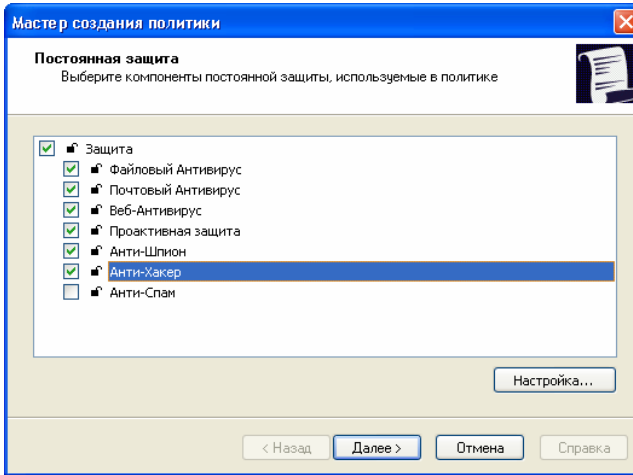 Мастер создания политики
Постоянная защита
Выберите компоненты постоянной защиты, используемые в политике
Защита
Файловый Антивирус
Почтовый Антивирус
Веб-Антивирус
Проактивная защита
Анти-Шпион
Анти-Хакер
Анти-Спам
Настройка...
< Назад Далее > Отмена Справка